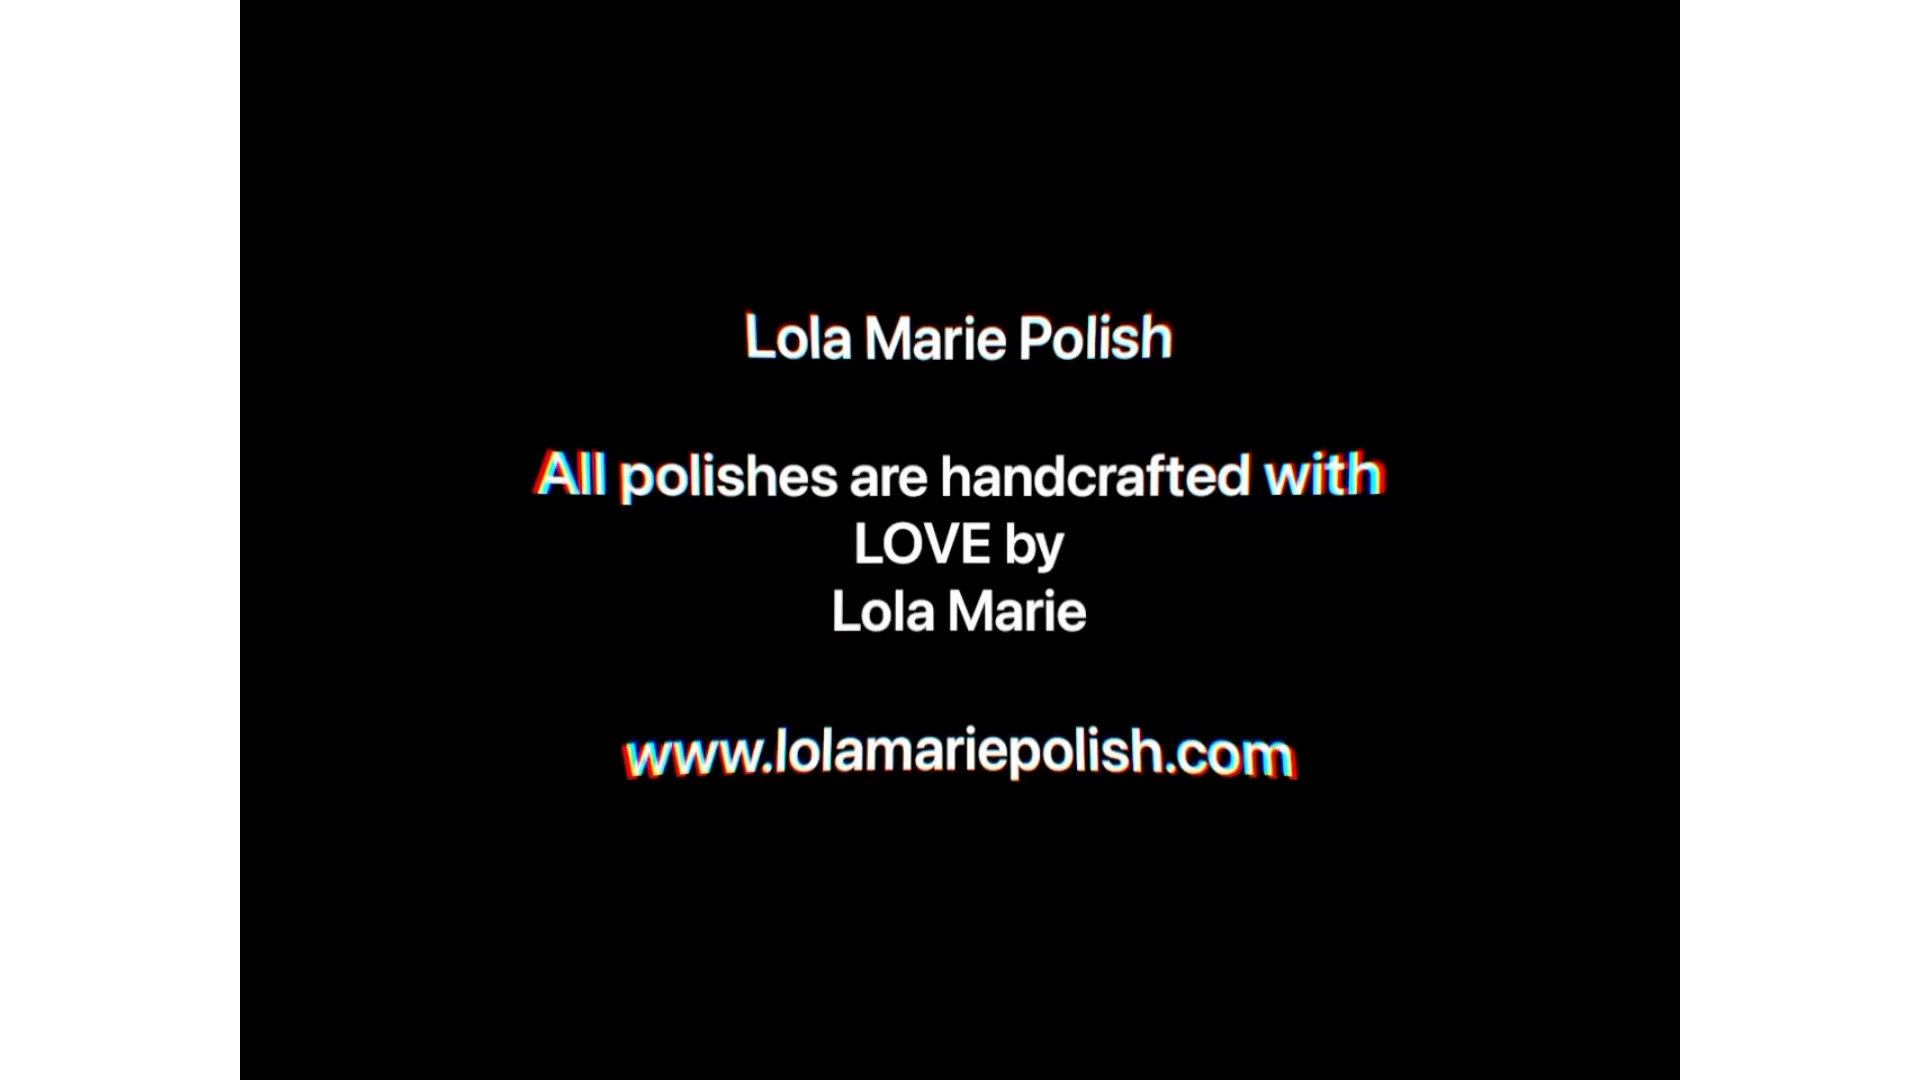 Lola Marie Polish
All polishes are handcrafted with
LOVE by
Lola Marie
www.lolamariepolish.com